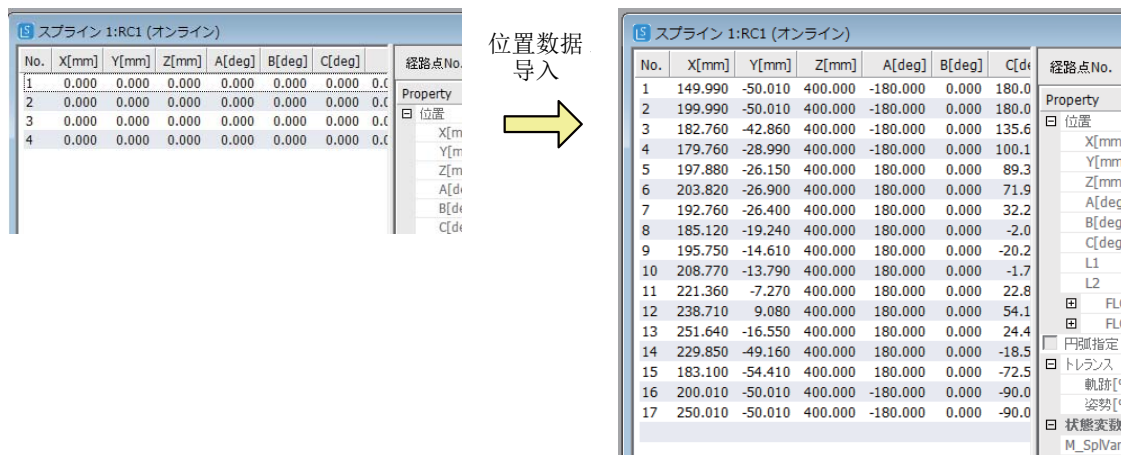 スプライン 1:RC1 (オンライン)
No. X[mm] Y[mm] Z[mm] A[deg] B[deg] C[deg]
1 0.000 0.000 0.000 0.000 0.000 0.000
2 0.000 0.000 0.000 0.000 0.000 0.000
3 0.000 0.000 0.000 0.000 0.000 0.000
4 0.000 0.000 0.000 0.000 0.000 0.000
経路点No.
Property
位置
X[m
Y[m
Z[m
A[de
B[de
C[de
位置数据
导入
スプライン 1:RC1 (オンライン)
No. X[mm] Y[mm] Z[mm] A[deg] B[deg] C[de
1 149.990 -50.010 400.000 -180.000 0.000 180.0
2 199.990 -50.010 400.000 -180.000 0.000 180.0
3 182.760 -42.860 400.000 -180.000 0.000 135.6
4 179.760 -28.990 400.000 -180.000 0.000 100.1
5 197.880 -26.150 400.000 180.000 0.000 89.3
6 203.820 -26.900 400.000 180.000 0.000 71.9
7 192.760 -26.400 400.000 180.000 0.000 32.2
8 185.120 -19.240 400.000 180.000 0.000 -2.0
9 195.750 -14.610 400.000 180.000 0.000 -20.2
10 208.770 -13.790 400.000 180.000 0.000 -1.7
11 221.360 -7.270 400.000 180.000 0.000 22.8
12 238.710 9.080 400.000 180.000 0.000 54.1
13 251.640 -16.550 400.000 180.000 0.000 24.4
14 229.850 -49.160 400.000 180.000 0.000 -18.5
15 183.100 -54.410 400.000 180.000 0.000 -72.5
16 200.010 -50.010 400.000 -180.000 0.000 -90.0
17 250.010 -50.010 400.000 -180.000 0.000 -90.0
経路点No.
Property
位置
X[mm
Y[mm
Z[mm
A[deg
B[deg
C[deg
L1
L2
FL
FL
円弧指定
トレランス
軌跡[
姿勢[
状態変数
M_SplVar